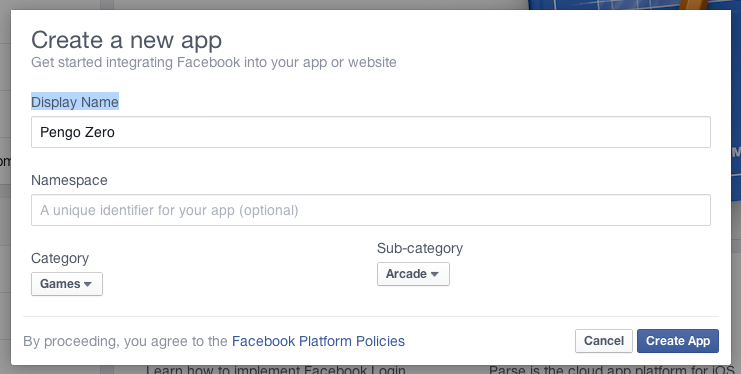 Create a new app
Get started integrating Facebook into your app or website
Display Name
Pengo Zero
Namespace
A unique identifier for your app (optional)
Category
Sub-category
Games
Arcade
By proceeding, you agree to the Facebook Platform Policies
Cancel
Create App
Learn how to implement Facebook Login
Parse is the cloud app platform for iOS